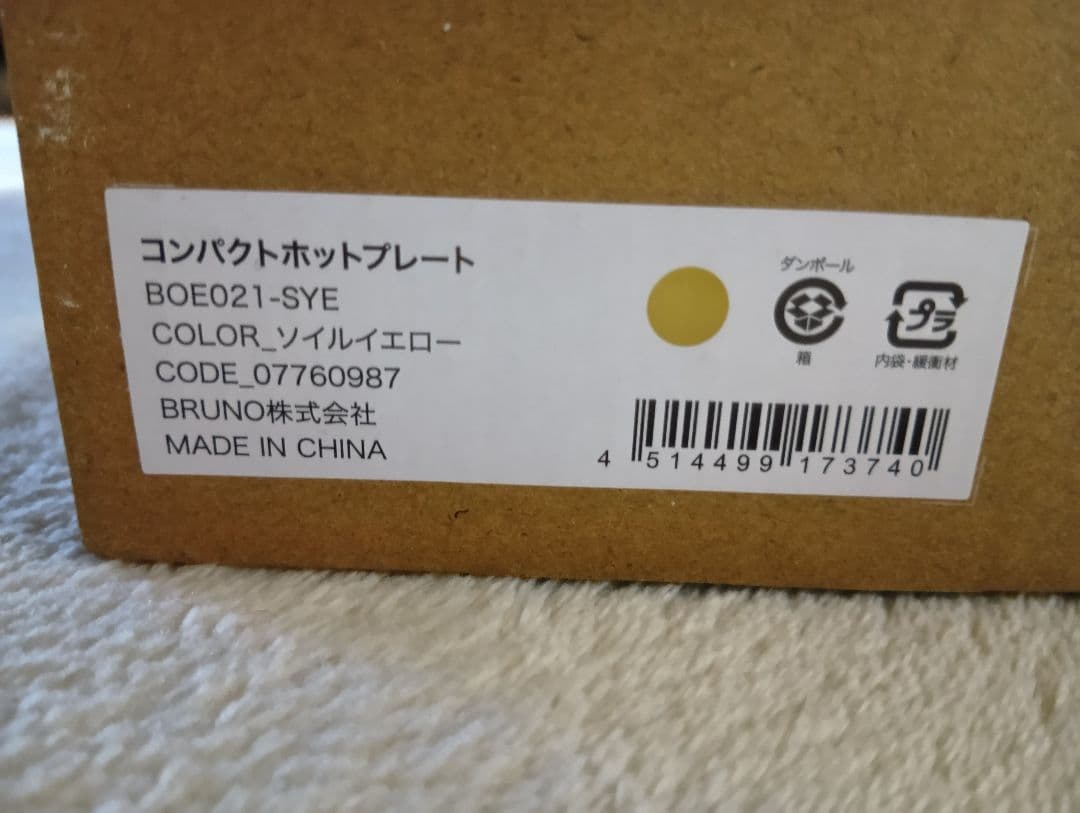 コンパクトホットプレート
BOE021-SYE
COLOR_ソイルイエロー
CODE_07760987
BRUNO株式会社
MADE IN CHINA
ダンボール
箱
プラ
内袋・緩衝材
4 514499 173740